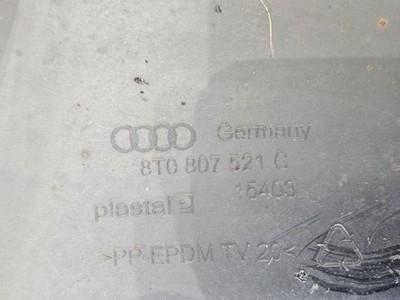 Germany
8T0 807 521 C
plastal 15403
>PP-EPDM TV 20<